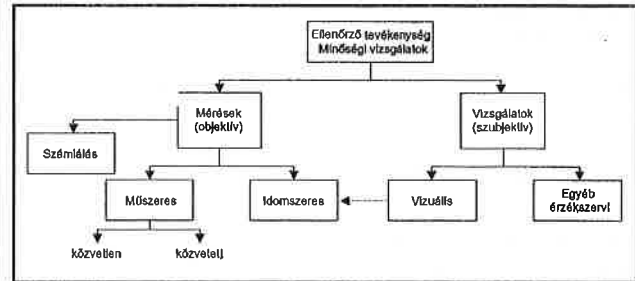 Ellenőrző tevékenység
Minőségi vizsgálatok
Mérések
(objektív)
Vizsgálatok
(szubjektív)
Számlálás
Műszeres
Idomszeres
Vizuális
Egyéb
érzékszervi
közvetlen
közvetett